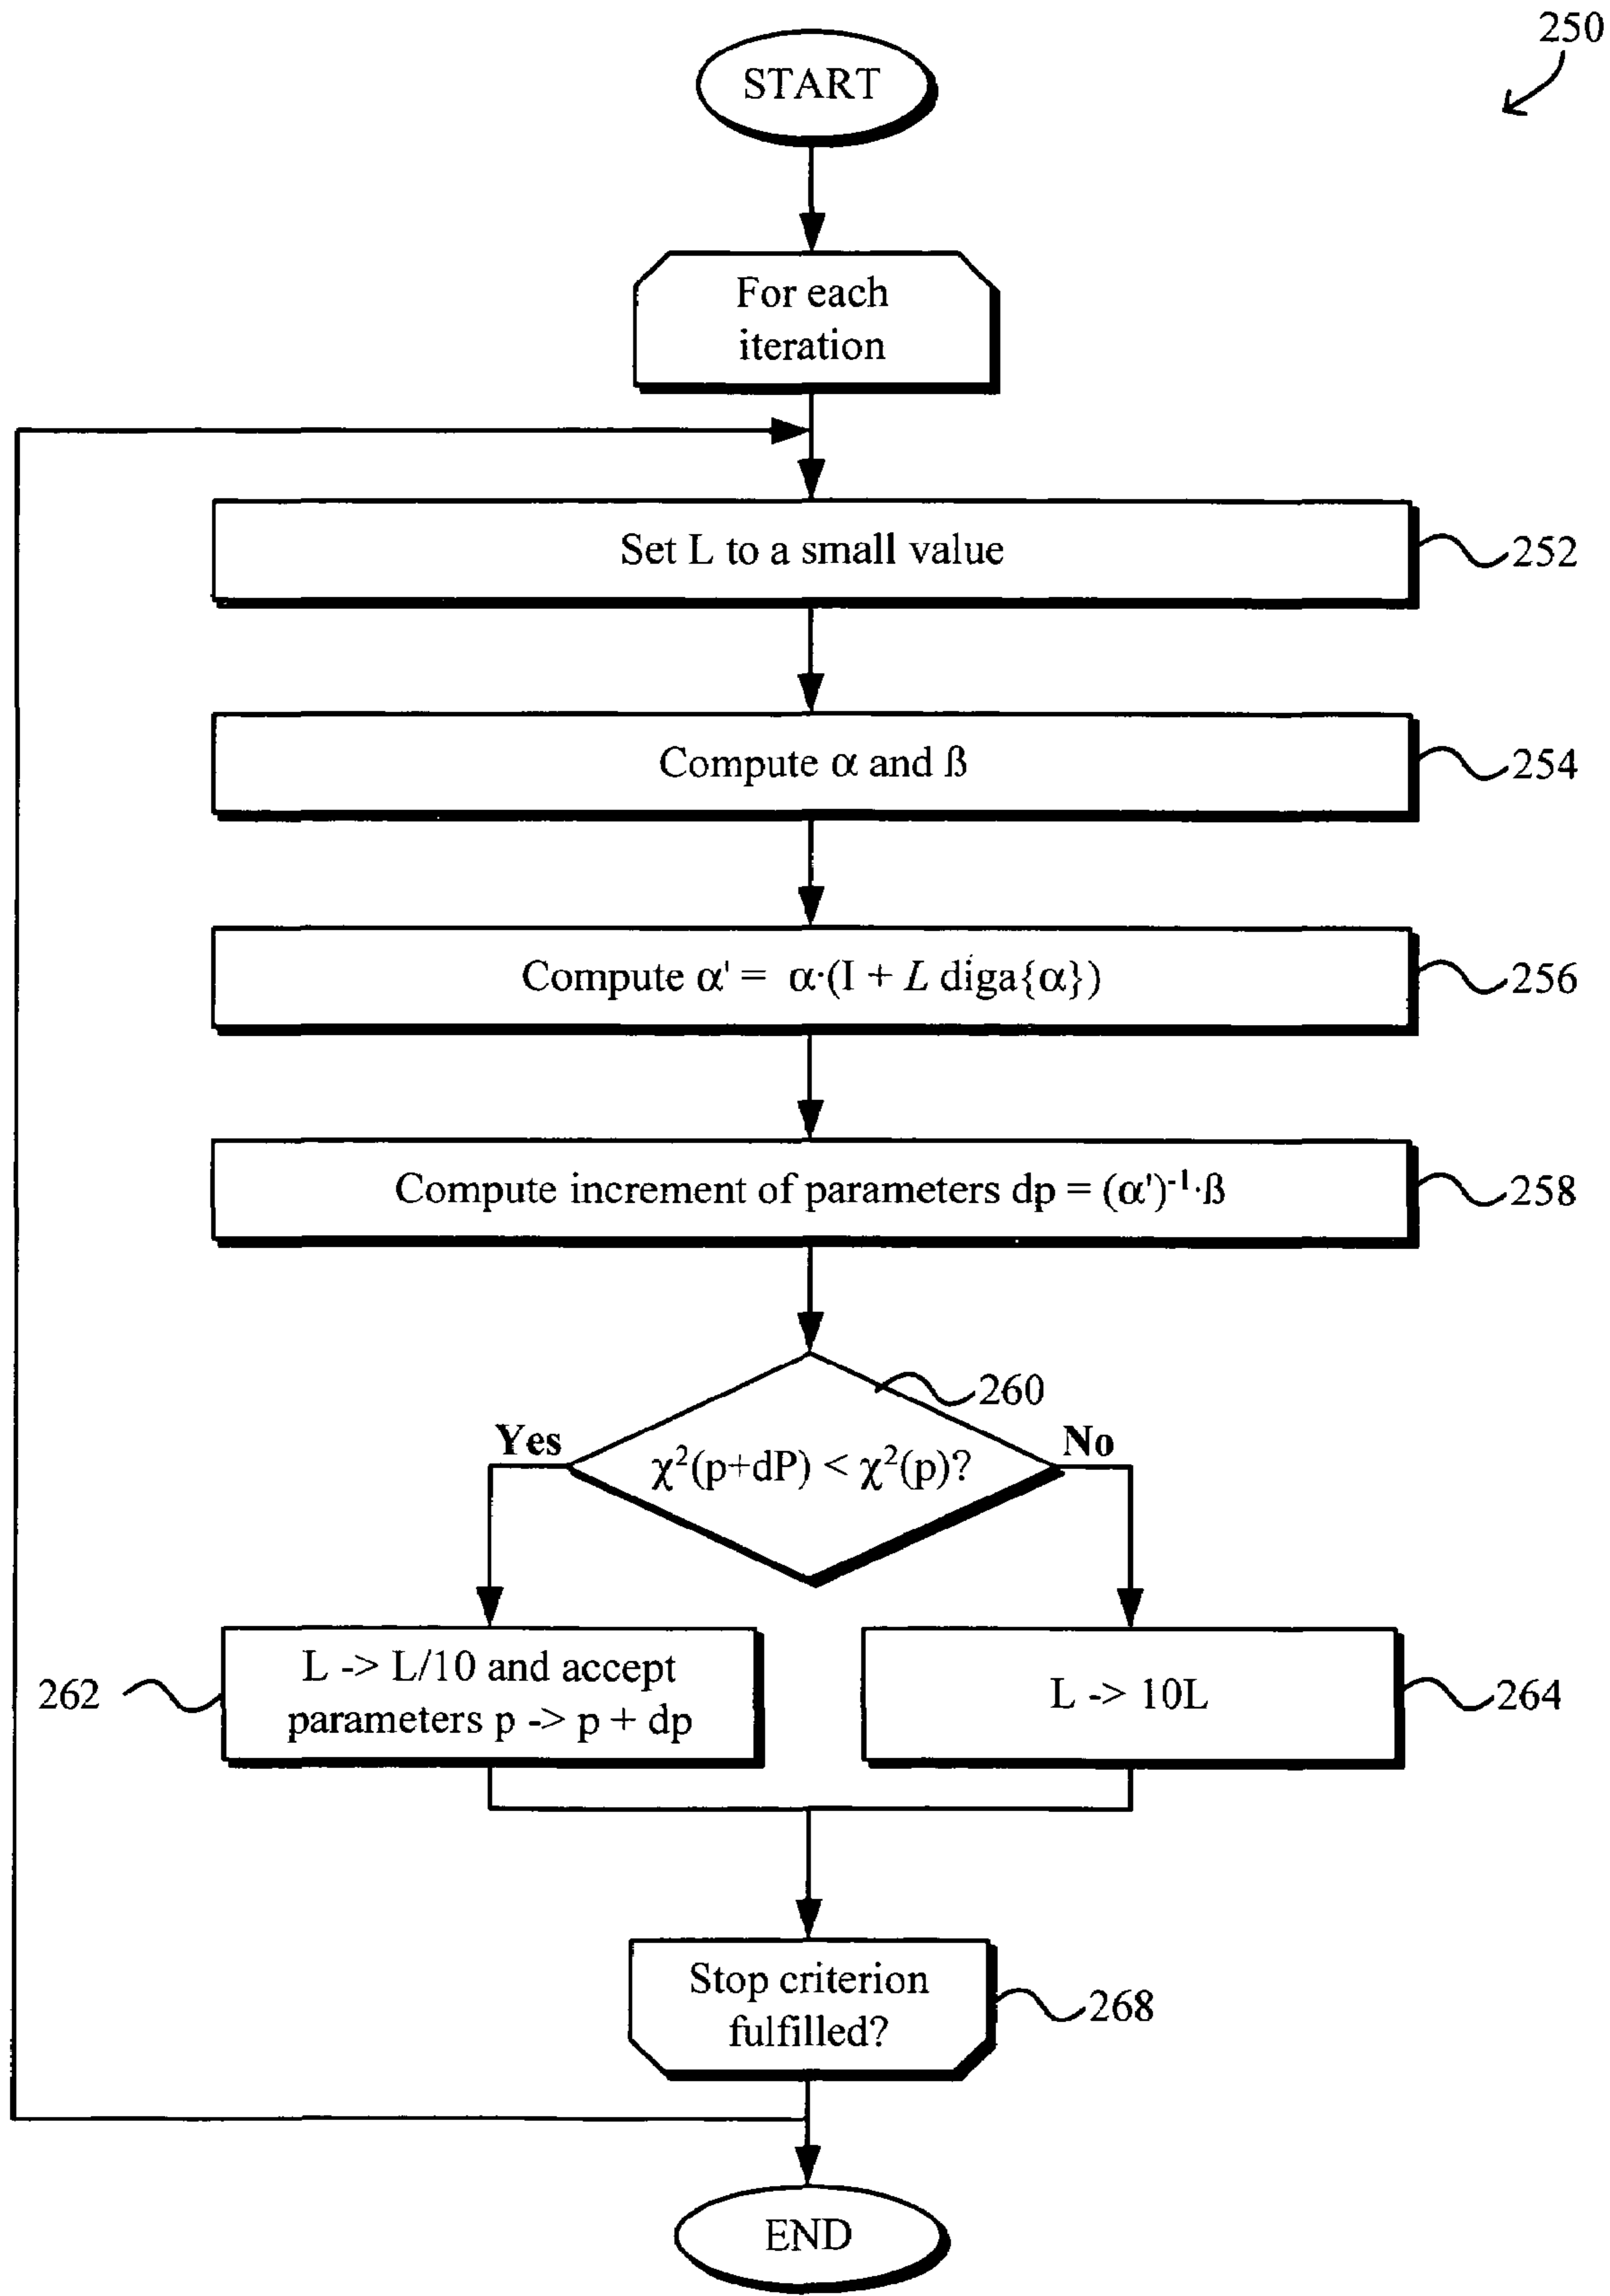 250
START
For each
iteration
Set L to a small value
252
Compute α and ß
254
Compute α' = α·(I + L diga{α})
256
Compute increment of parameters dp = (α')⁻¹·ß
258
260
Yes
No
χ²(p+dP) < χ²(p)?
L -> L/10 and accept
parameters p -> p + dp
262
L -> 10L
264
Stop criterion
fulfilled?
268
END